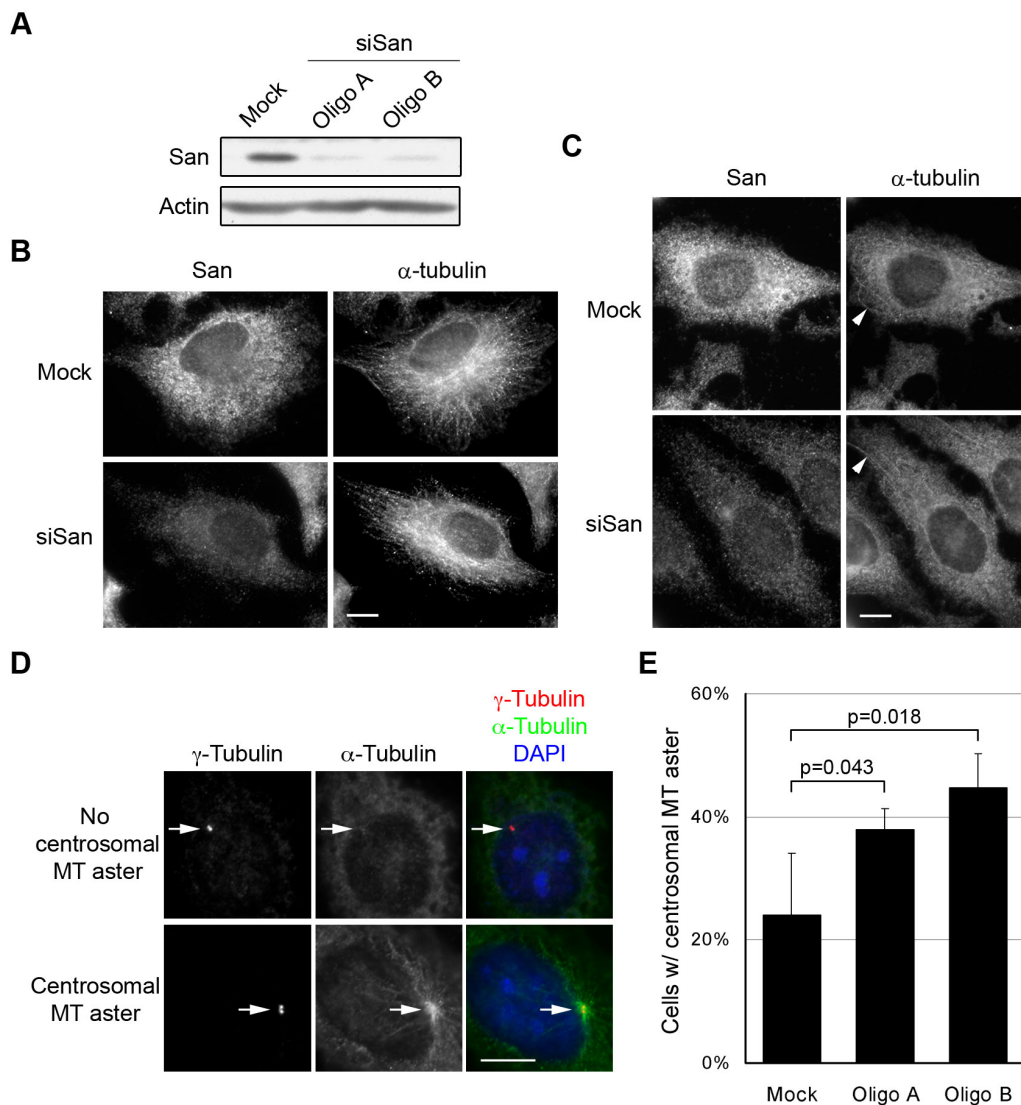 A
siSan
Mock
Oligo A
Oligo B
San
Actin
B
San
α-tubulin
Mock
siSan
C
San
α-tubulin
Mock
siSan
D
γ-Tubulin
α-Tubulin
γ-Tubulin
α-Tubulin
DAPI
No
centrosomal
MT aster
Centrosomal
MT aster
E
Cells w/ centrosomal MT aster
60%
40%
20%
0%
p=0.018
p=0.043
Mock
Oligo A
Oligo B